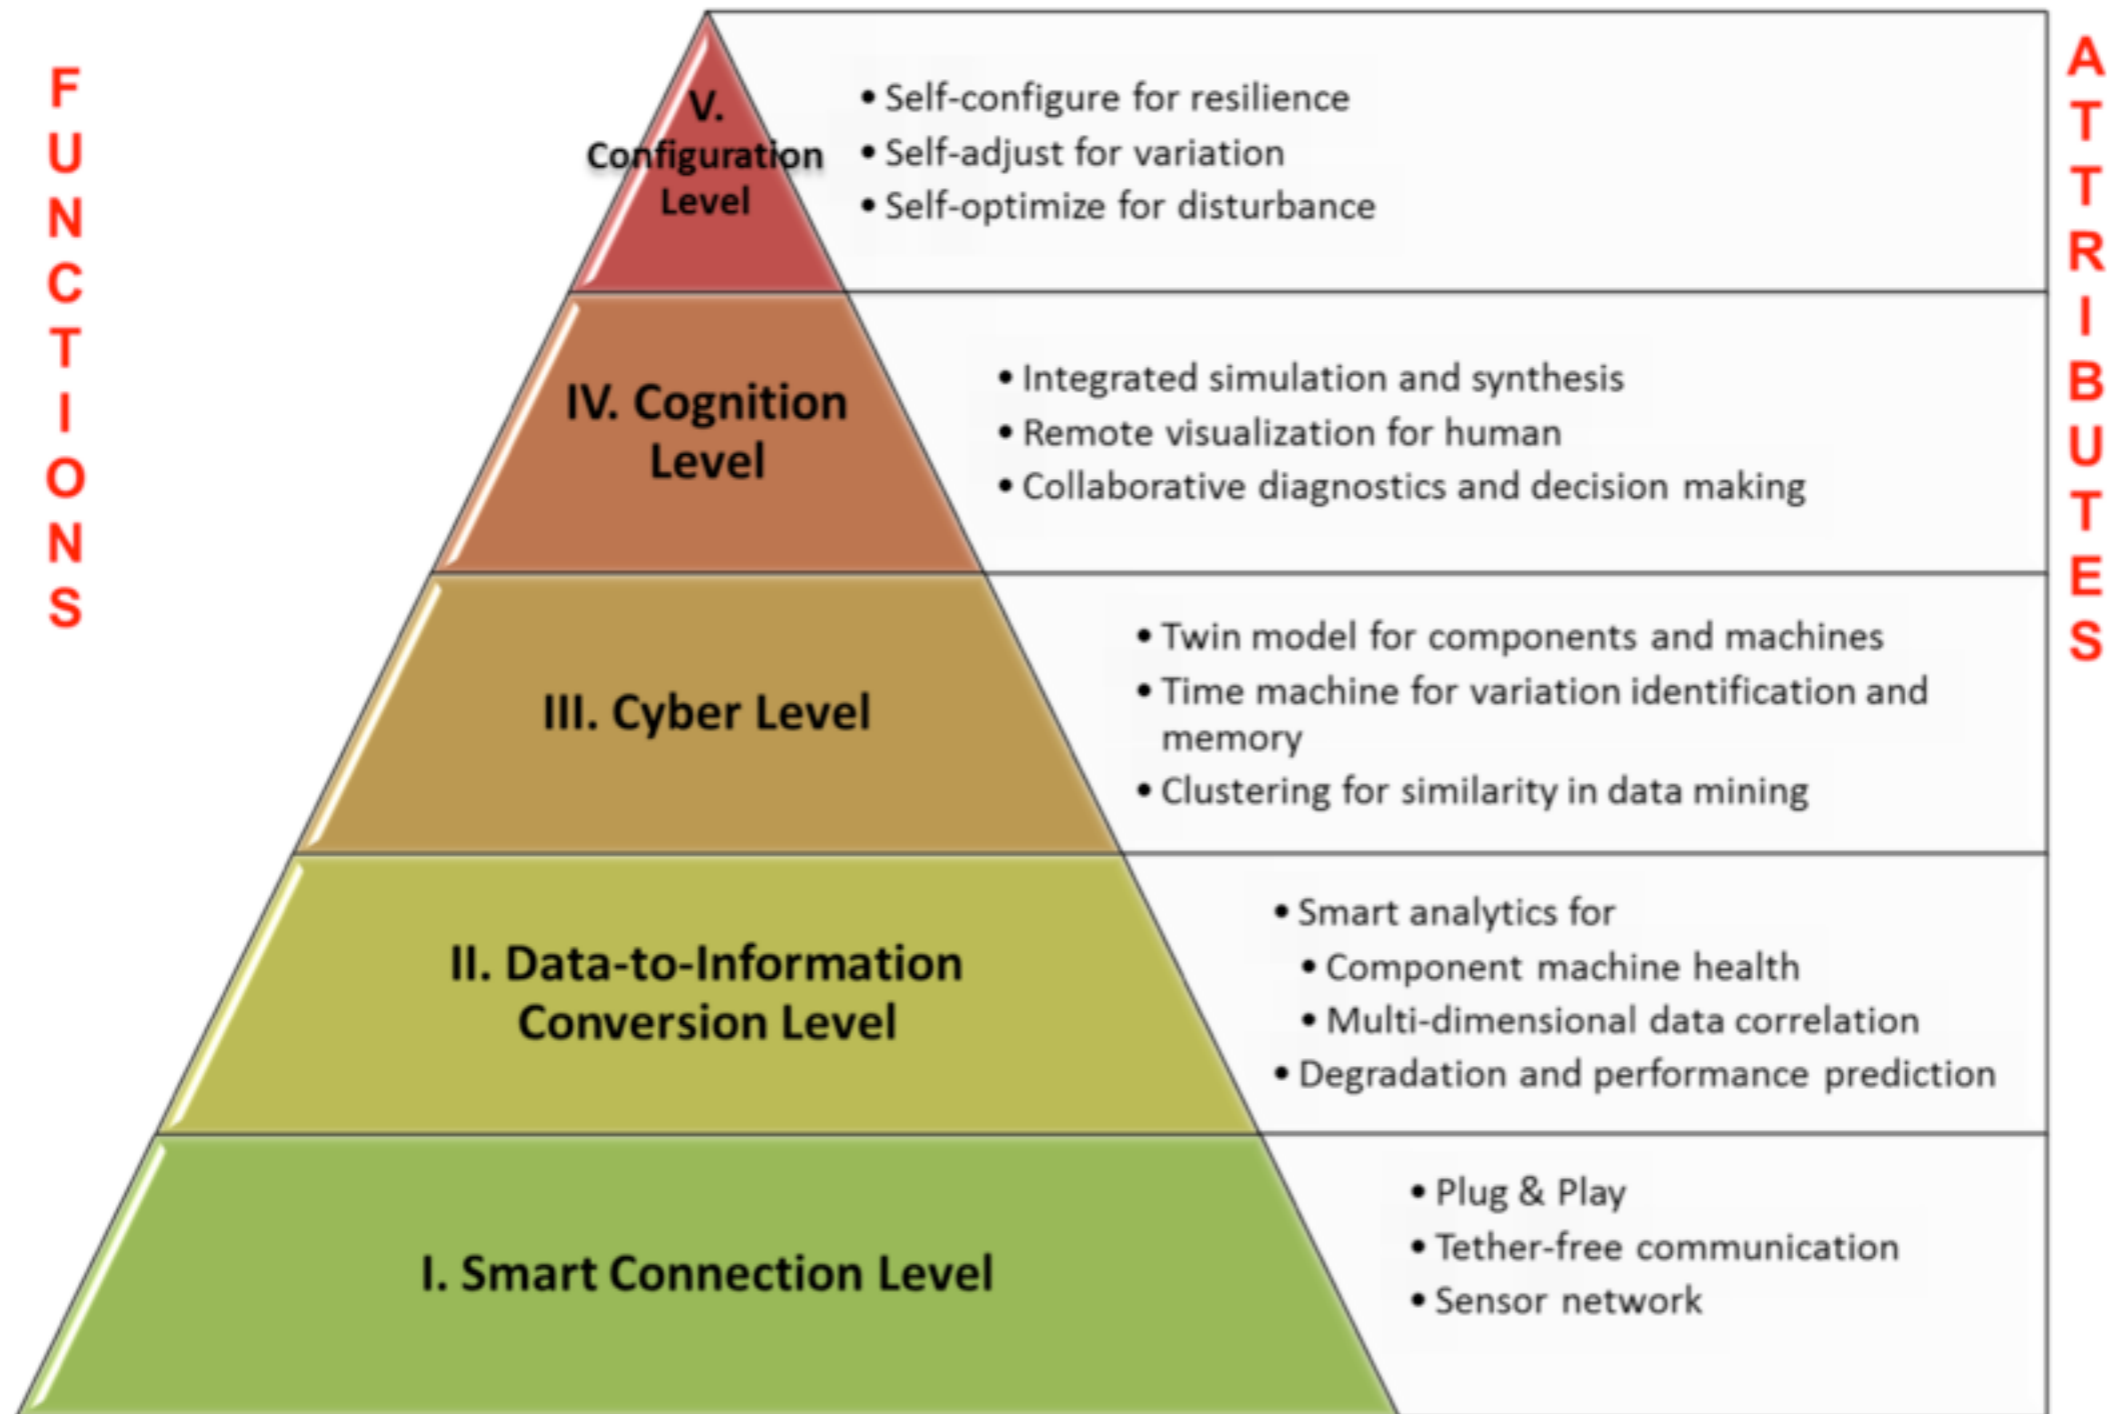 FUNCTIONS
ATTRIBUTES
V.
Configuration
Level
• Self-configure for resilience
• Self-adjust for variation
• Self-optimize for disturbance
IV. Cognition
Level
• Integrated simulation and synthesis
• Remote visualization for human
• Collaborative diagnostics and decision making
III. Cyber Level
• Twin model for components and machines
• Time machine for variation identification and
memory
• Clustering for similarity in data mining
II. Data-to-Information
Conversion Level
• Smart analytics for
• Component machine health
• Multi-dimensional data correlation
• Degradation and performance prediction
I. Smart Connection Level
• Plug & Play
• Tether-free communication
• Sensor network